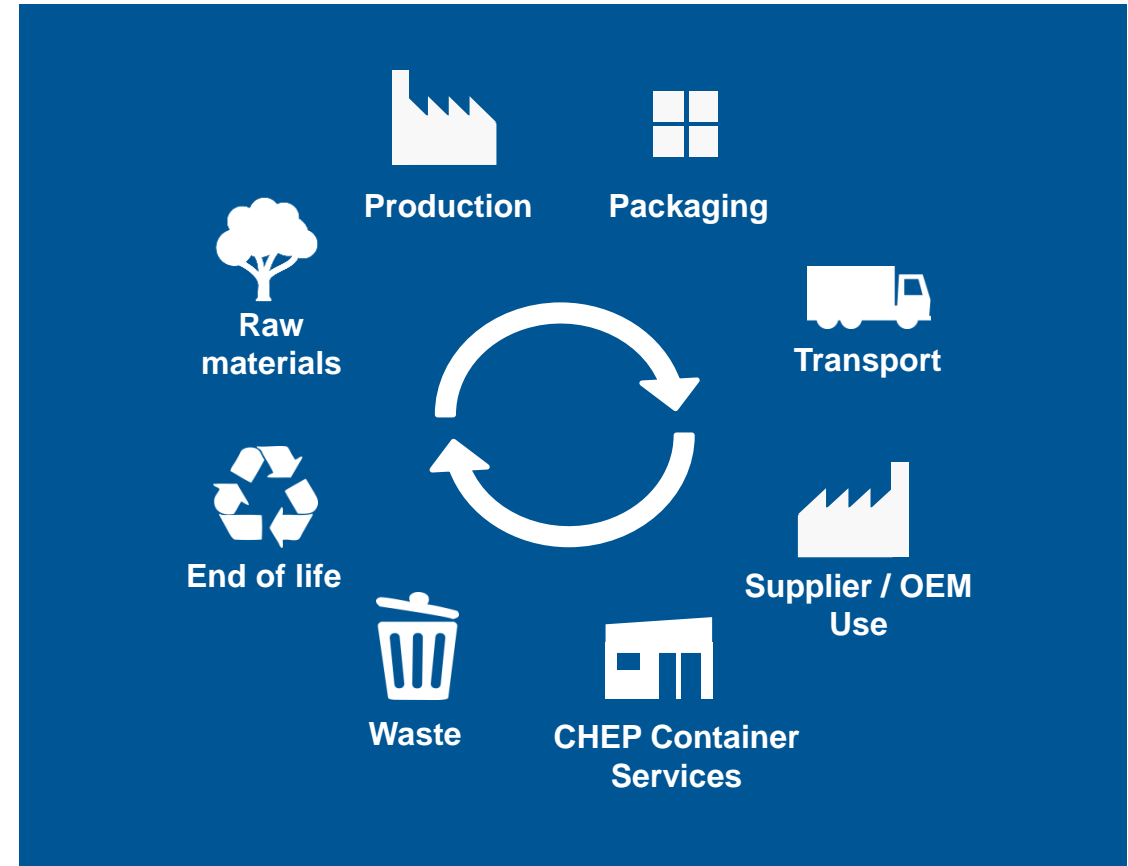 Production
Packaging
Raw
materials
Transport
End of life
Supplier / OEM
Use
Waste
CHEP Container
Services